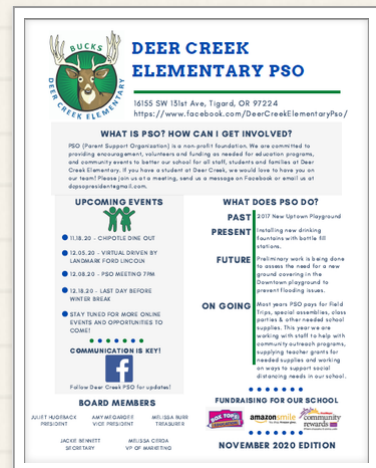 BUCKS
DEER CREEK ELEMENTARY
DEER CREEK
ELEMENTARY PSO
16155 SW 131st Ave, Tigard, OR 97224
https://www.facebook.com/DeerCreekElementaryPso/
WHAT IS PSO? HOW CAN I GET INVOLVED?
PSO (Parent Support Organization) is a non-profit foundation. We are committed to
providing encouragement, volunteers and funding as needed for education programs,
and community events to better our school for all staff, students and families at Deer
Creek Elementary. If you have a student at Deer Creek, we would love to have you on
our team! Please join us at a meeting, send us a message on Facebook or email us at
dcpsopresident@gmail.com.
UPCOMING EVENTS
11.18.20 - CHIPOTLE DINE OUT
12.05.20 - VIRTUAL DRIVEN BY
LANDMARK FORD LINCOLN
12.08.20 - PSO MEETING 7PM
12.18.20 - LAST DAY BEFORE
WINTER BREAK
STAY TUNED FOR MORE ONLINE
EVENTS AND OPPORTUNITIES TO
COME!
COMMUNICATION IS KEY!
Follow Deer Creek PSO for updates!
WHAT DOES PSO DO?
PAST
2017 New Uptown Playground
PRESENT
Installing new drinking
fountains with bottle fill
stations.
FUTURE
Preliminary work is being done
to assess the need for a new
ground covering in the
Downtown playground to
prevent flooding issues.
ON GOING
Most years PSO pays for Field
Trips, special assemblies, class
parties & other needed school
supplies. This year we are
working with staff to help with
community outreach programs,
supplying teacher grants for
needed supplies and working
on ways to support social
distancing needs in our school.
BOARD MEMBERS
PRESIDENT
VICE PRESIDENT
MELISSA BURR
TREASURER
JACKIE BENNETT
SECRETARY
MELISSA CERDA
VP OF MARKETING
FUNDRAISING FOR OUR SCHOOL
BOX TOPS
amazonsmile
community
rewards
NOVEMBER 2020 EDITION